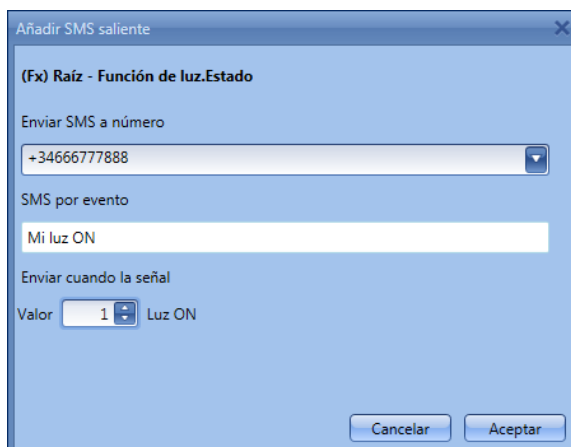 Añadir SMS saliente
(Fx) Raíz - Función de luz.Estado
Enviar SMS a número
+34666777888
SMS por evento
Mi luz ON
Enviar cuando la señal
Valor 1 Luz ON
Cancelar Aceptar